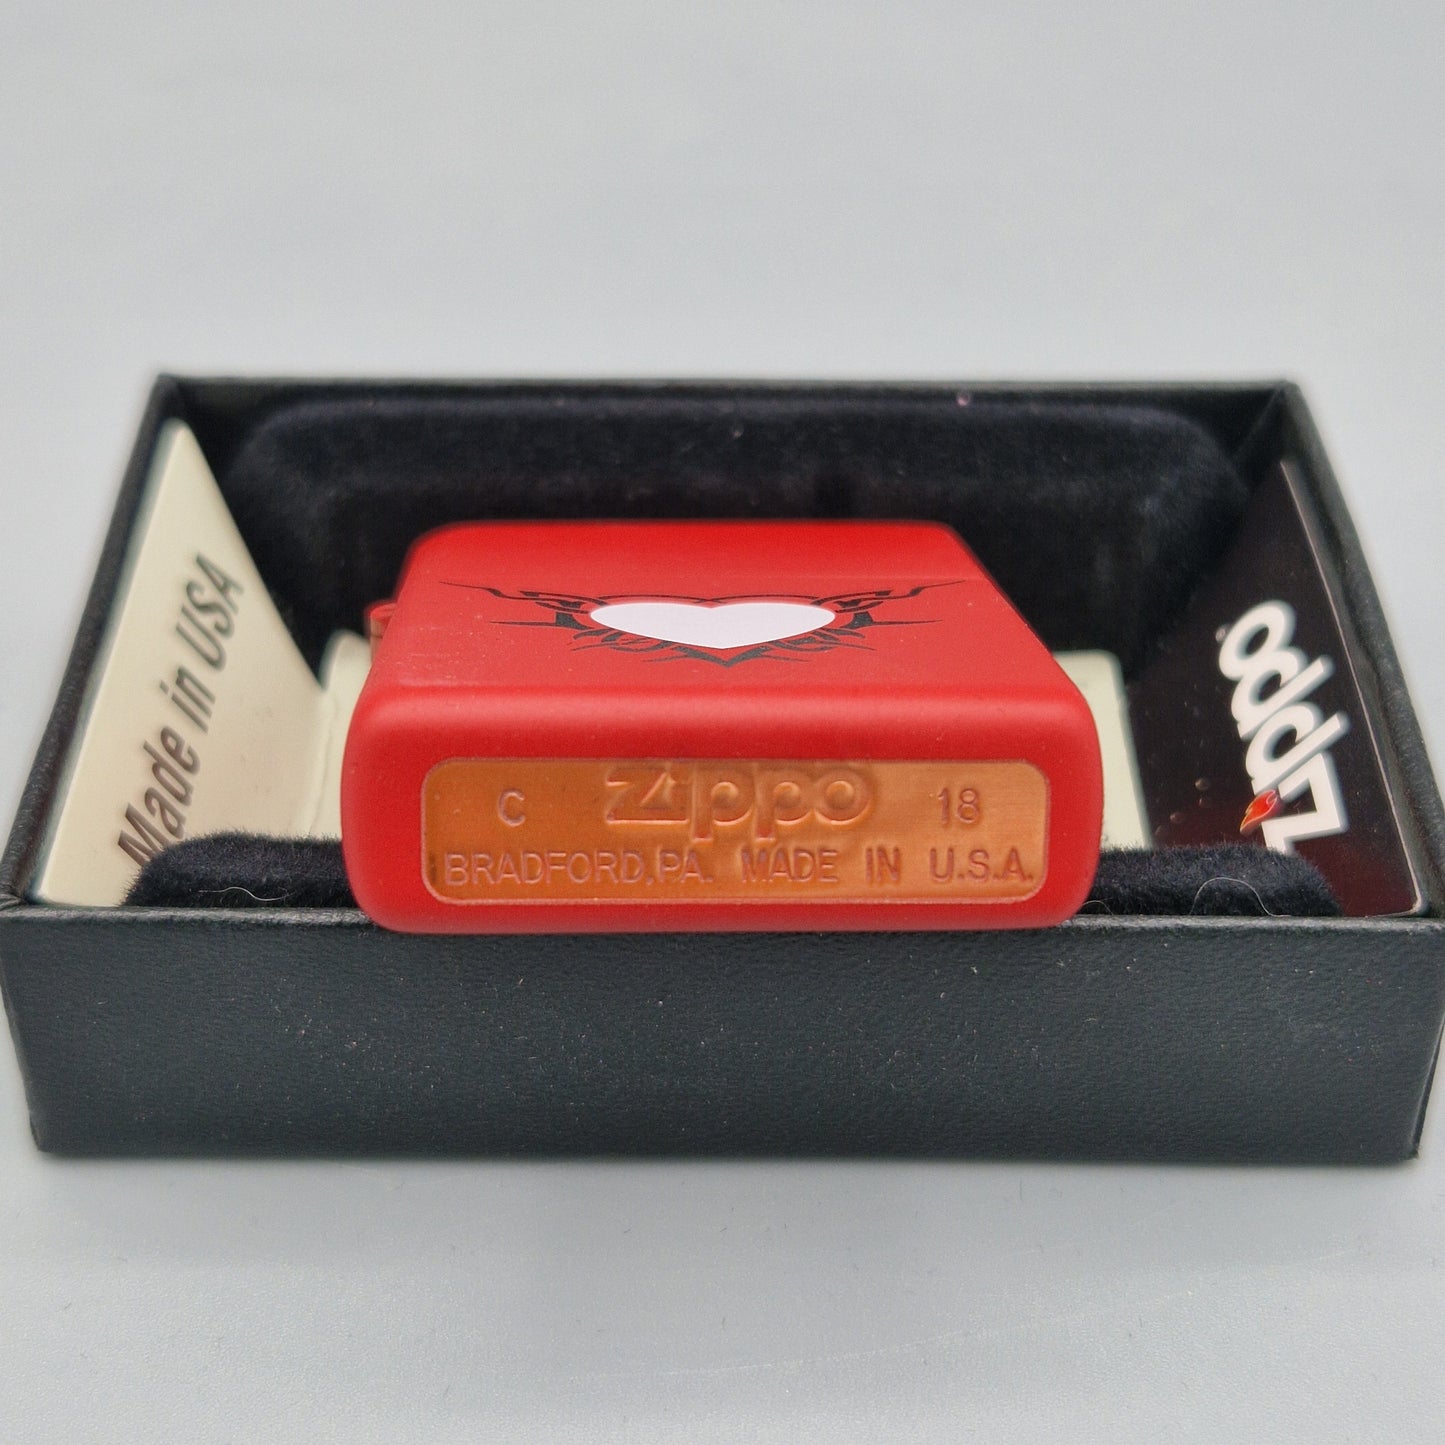 Made in USA
zippo
C zippo 18
BRADFORD,PA. MADE IN U.S.A.